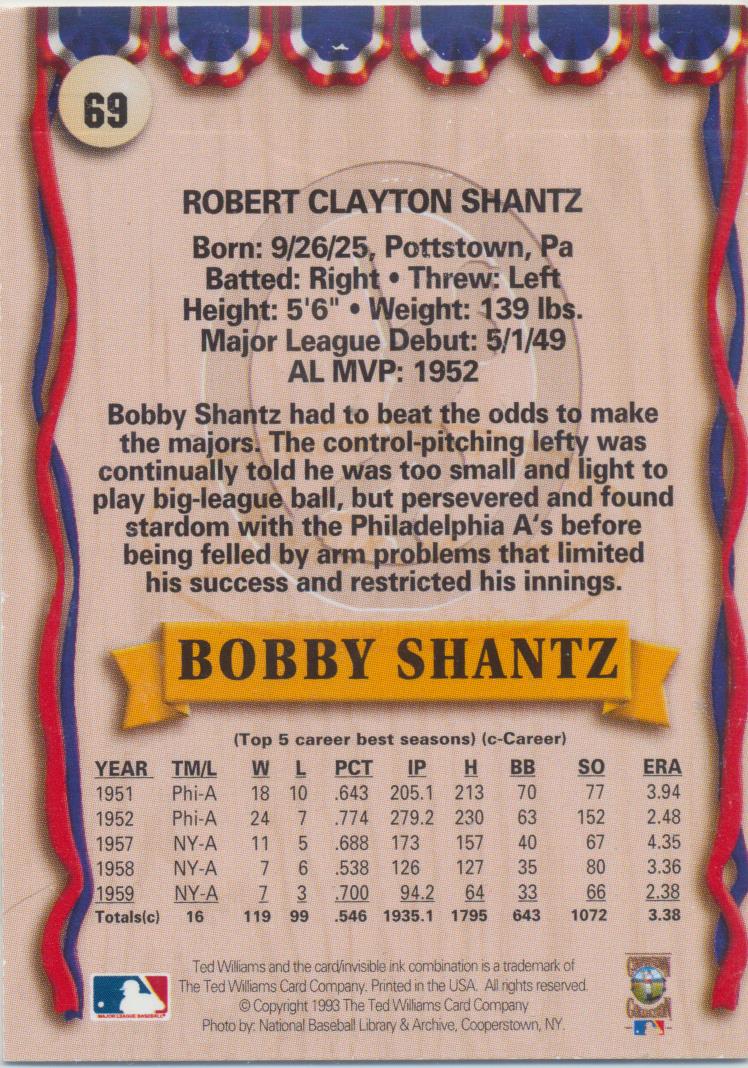 69
ROBERT CLAYTON SHANTZ
Born: 9/26/25, Pottstown, Pa
Batted: Right • Threw: Left
Height: 5'6" • Weight: 139 lbs.
Major League Debut: 5/1/49
AL MVP: 1952
Bobby Shantz had to beat the odds to make
the majors. The control-pitching lefty was
continually told he was too small and light to
play big-league ball, but persevered and found
stardom with the Philadelphia A's before
being felled by arm problems that limited
his success and restricted his innings.
BOBBY SHANTZ
(Top 5 career best seasons) (c-Career)
YEAR TM/L W L PCT IP H BB SO ERA
1951 Phi-A 18 10 .643 205.1 213 70 77 3.94
1952 Phi-A 24 7 .774 279.2 230 63 152 2.48
1957 NY-A 11 5 .688 173 157 40 67 4.35
1958 NY-A 7 6 .538 126 127 35 80 3.36
1959 NY-A 7 3 .700 94.2 64 33 66 2.38
Totals(c) 16 119 99 .546 1935.1 1795 643 1072 3.38
Ted Williams and the card/invisible ink combination is a trademark of
The Ted Williams Card Company. Printed in the USA. All rights reserved.
© Copyright 1993 The Ted Williams Card Company
Photo by: National Baseball Library & Archive, Cooperstown, NY.
MAJOR LEAGUE BASEBALL
COOPERSTOWN
COLLECTION